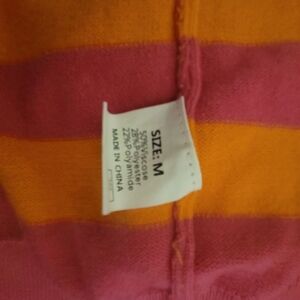 SIZE: M
50%Viscose
28%Polyester
22%Polyamide
MADE IN CHINA